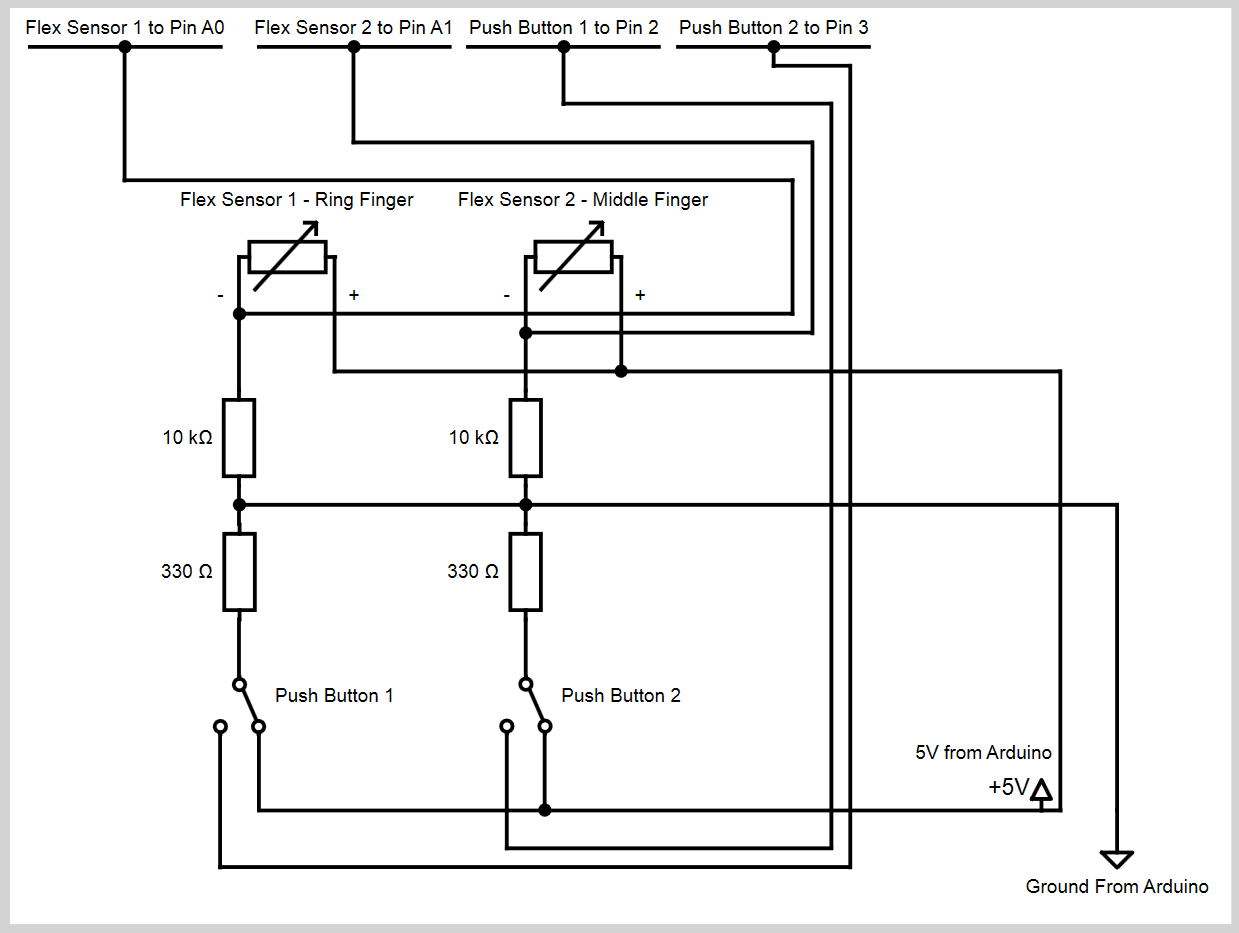 Flex Sensor 1 to Pin A0
Flex Sensor 2 to Pin A1
Push Button 1 to Pin 2
Push Button 2 to Pin 3
Flex Sensor 1 - Ring Finger
Flex Sensor 2 - Middle Finger
-
+
-
+
10 kΩ
10 kΩ
330 Ω
330 Ω
Push Button 1
Push Button 2
5V from Arduino
+5V
Ground From Arduino